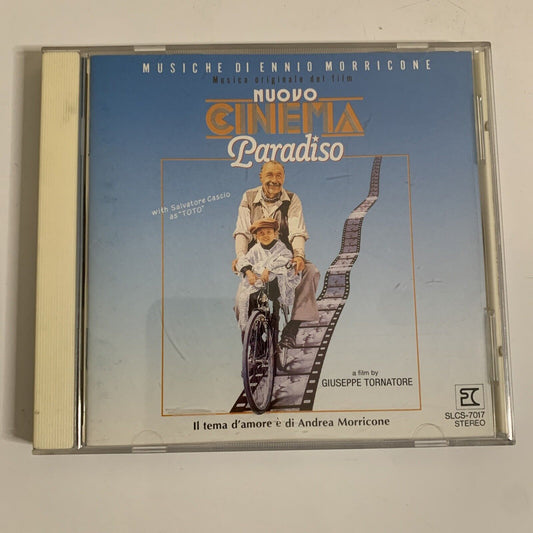 MUSICHE DI ENNIO MORRICONE
Musica originale del film
NUOVO
CINEMA
Paradiso
with Salvatore Cascio
as "TOTO"
a film by
GIUSEPPE TORNATORE
Il tema d'amore è di Andrea Morricone
SLCS-7017
STEREO